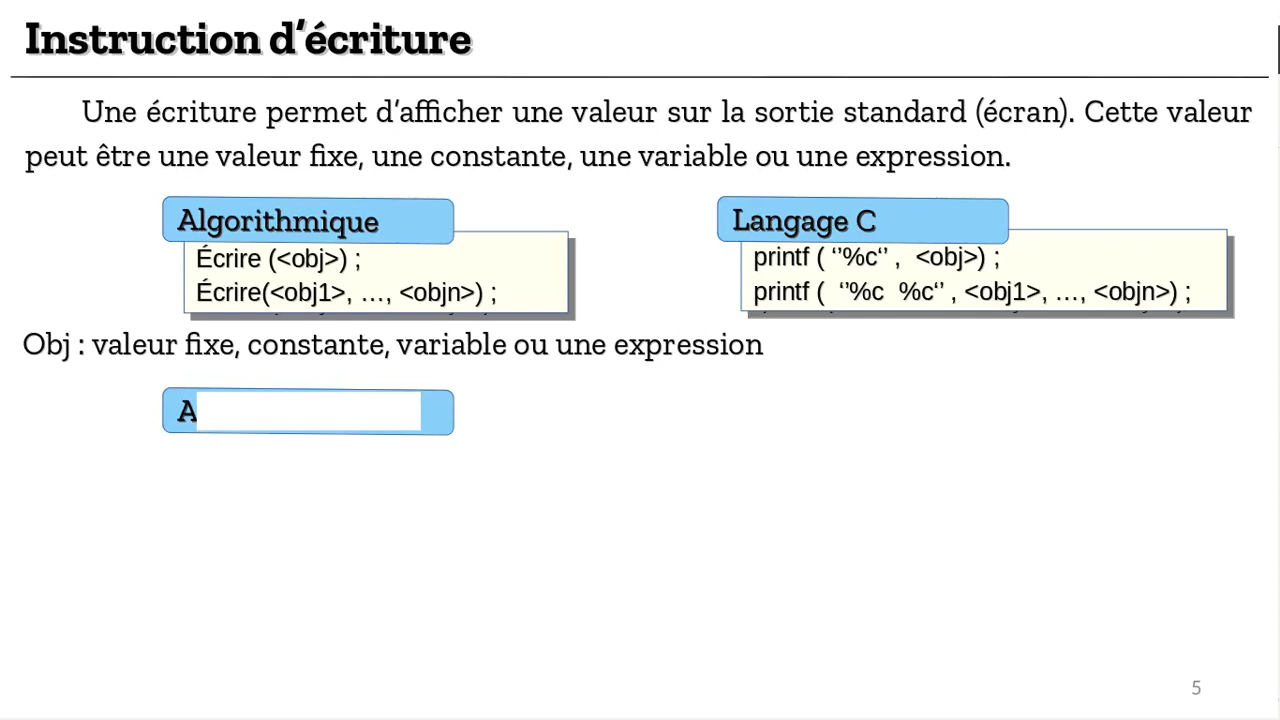 Instruction d’écriture
Une écriture permet d’afficher une valeur sur la sortie standard (écran). Cette valeur
peut être une valeur fixe, une constante, une variable ou une expression.
Algorithmique
Langage C
Écrire (<obj>) ;
Écrire(<obj1>, …, <objn>) ;
printf ( ‘’%c‘’ , <obj>) ;
printf ( ‘’%c %c‘’ , <obj1>, …, <objn>) ;
Obj : valeur fixe, constante, variable ou une expression
A
5